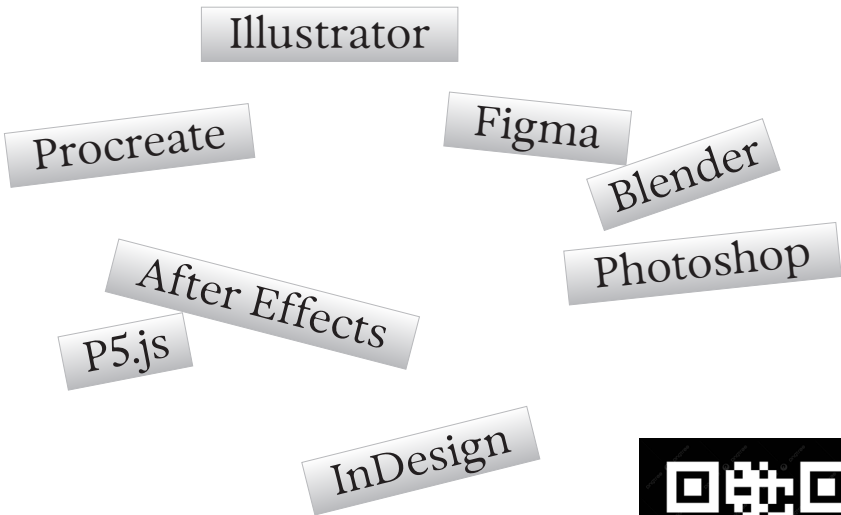 Illustrator
Procreate
Figma
Blender
Photoshop
After Effects
P5.js
InDesign